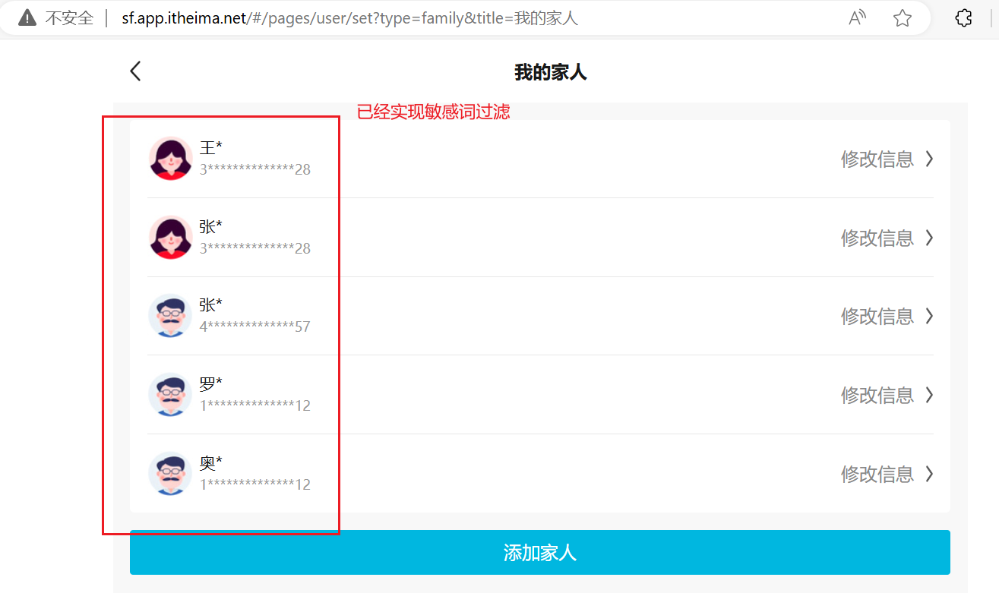 不安全 | sf.app.itheima.net/#/pages/user/set?type=family&title=我的家人
我的家人
已经实现敏感词过滤
王*
3**************28
修改信息
张*
3**************28
修改信息
张*
4**************57
修改信息
罗*
1**************12
修改信息
奥*
1**************12
修改信息
添加家人